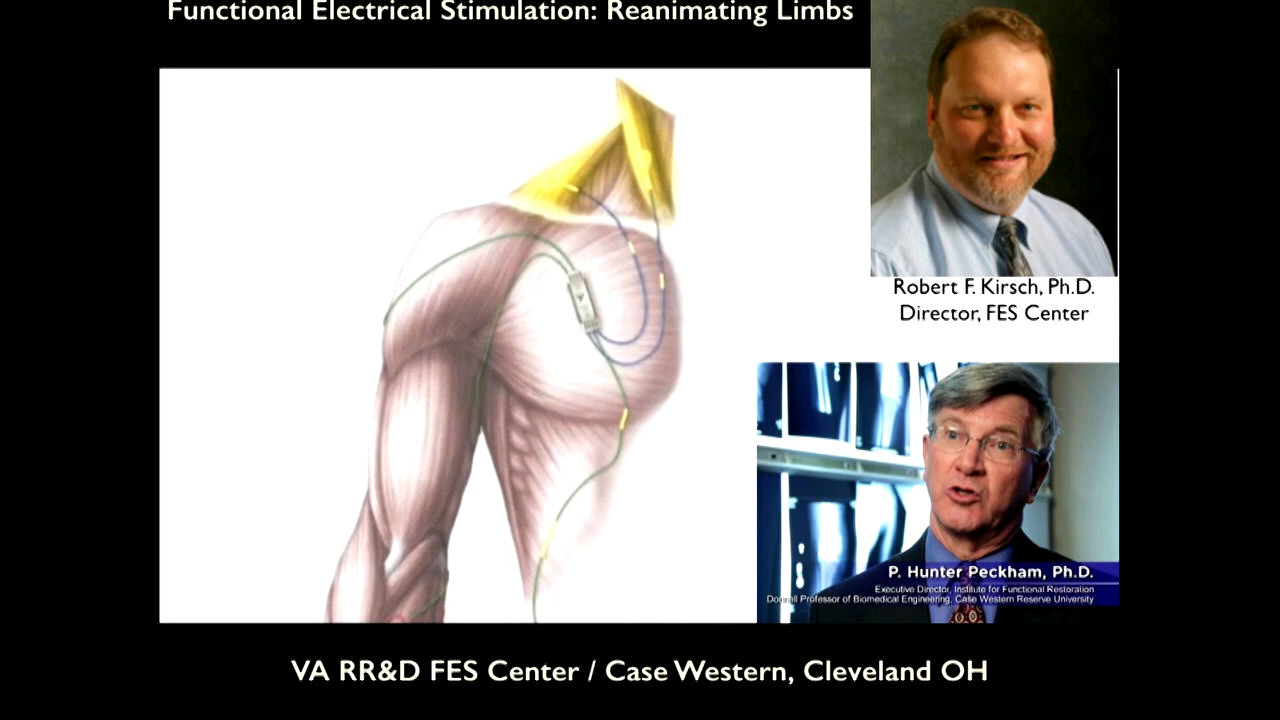 Functional Electrical Stimulation: Reanimating Limbs
Robert F. Kirsch, Ph.D.
Director, FES Center
P. Hunter Peckham, Ph.D.
Executive Director, Institute for Functional Restoration
Professor of Biomedical Engineering, Case Western Reserve University
VA RR&D FES Center / Case Western, Cleveland OH